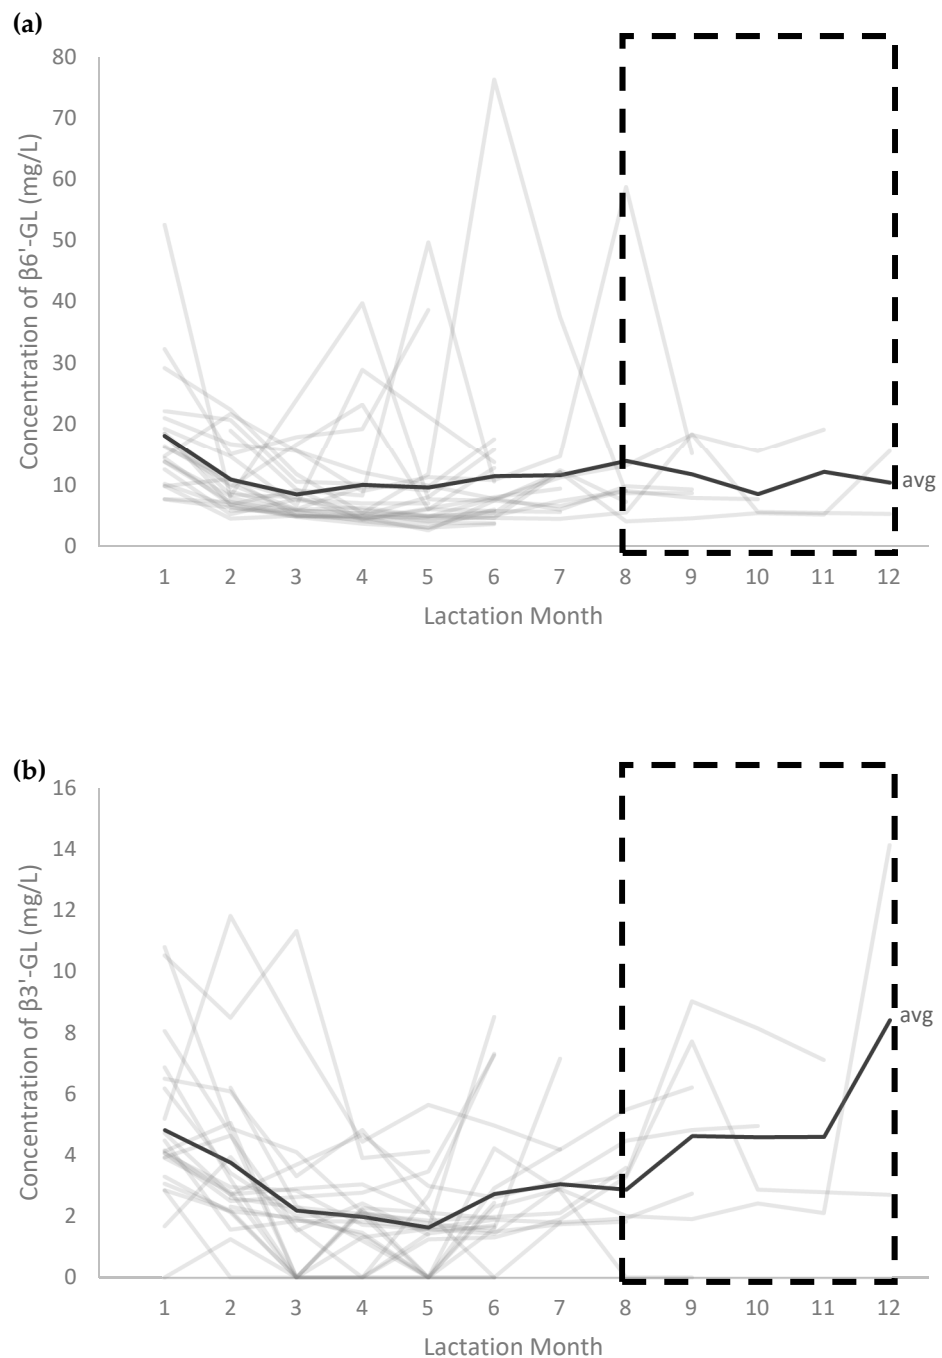 (a)
Concentration of β6'-GL (mg/L)
80
70
60
50
40
30
20
10
0
avg
1 2 3 4 5 6 7 8 9 10 11 12
Lactation Month
(b)
Concentration of β3'-GL (mg/L)
16
14
12
10
8
6
4
2
0
avg
1 2 3 4 5 6 7 8 9 10 11 12
Lactation Month